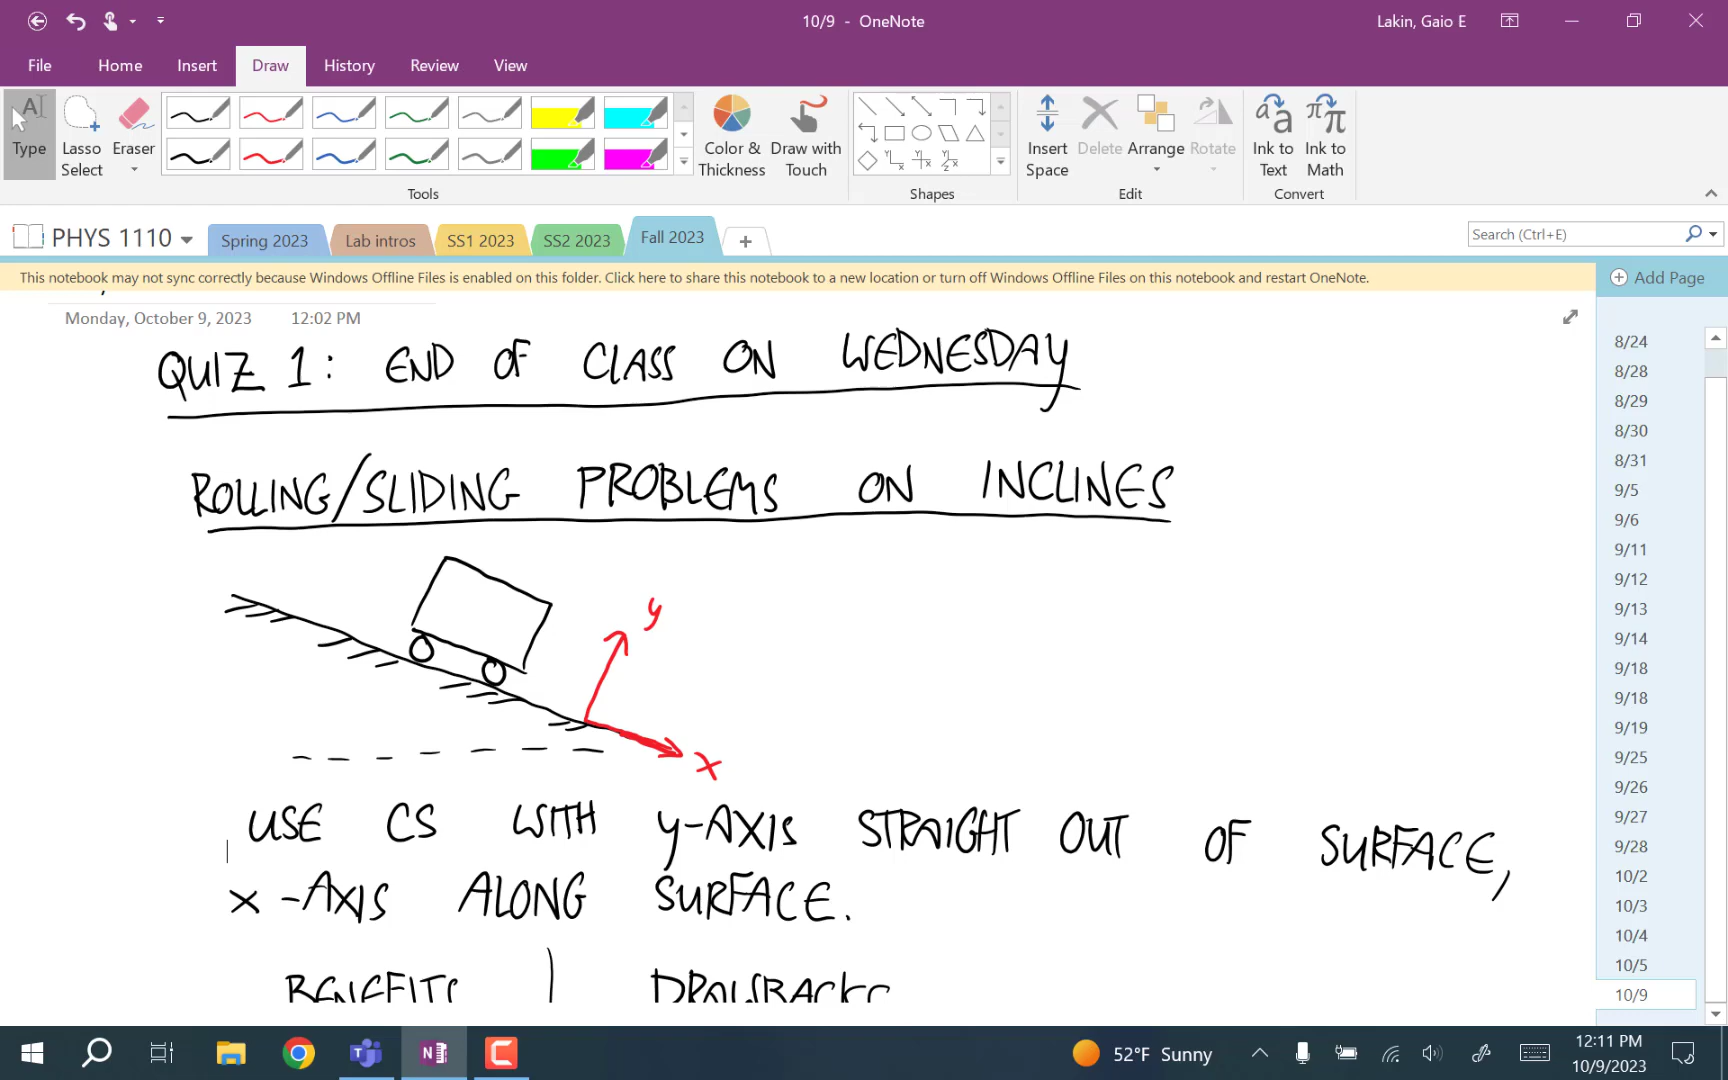 10/9 - OneNote
Lakin, Gaio E
File Home Insert Draw History Review View
Type
Lasso Select
Eraser
Color & Thickness
Draw with Touch
Insert Space
Delete
Arrange
Rotate
Ink to Text
Ink to Math
Tools
Shapes
Edit
Convert
PHYS 1110
Spring 2023
Lab intros
SS1 2023
SS2 2023
Fall 2023
Search (Ctrl+E)
This notebook may not sync correctly because Windows Offline Files is enabled on this folder. Click here to share this notebook to a new location or turn off Windows Offline Files on this notebook and restart OneNote.
Add Page
Monday, October 9, 2023 12:02 PM
QUIZ 1: END OF CLASS ON WEDNESDAY
ROLLING/SLIDING PROBLEMS ON INCLINES
y
x
USE CS WITH y-AXIS STRAIGHT OUT OF SURFACE,
x-AXIS ALONG SURFACE.
BENEFITS DRAWBACKS
8/24
8/28
8/29
8/30
8/31
9/5
9/6
9/11
9/12
9/13
9/14
9/18
9/18
9/19
9/25
9/26
9/27
9/28
10/2
10/3
10/4
10/5
10/9
52°F Sunny
12:11 PM
10/9/2023